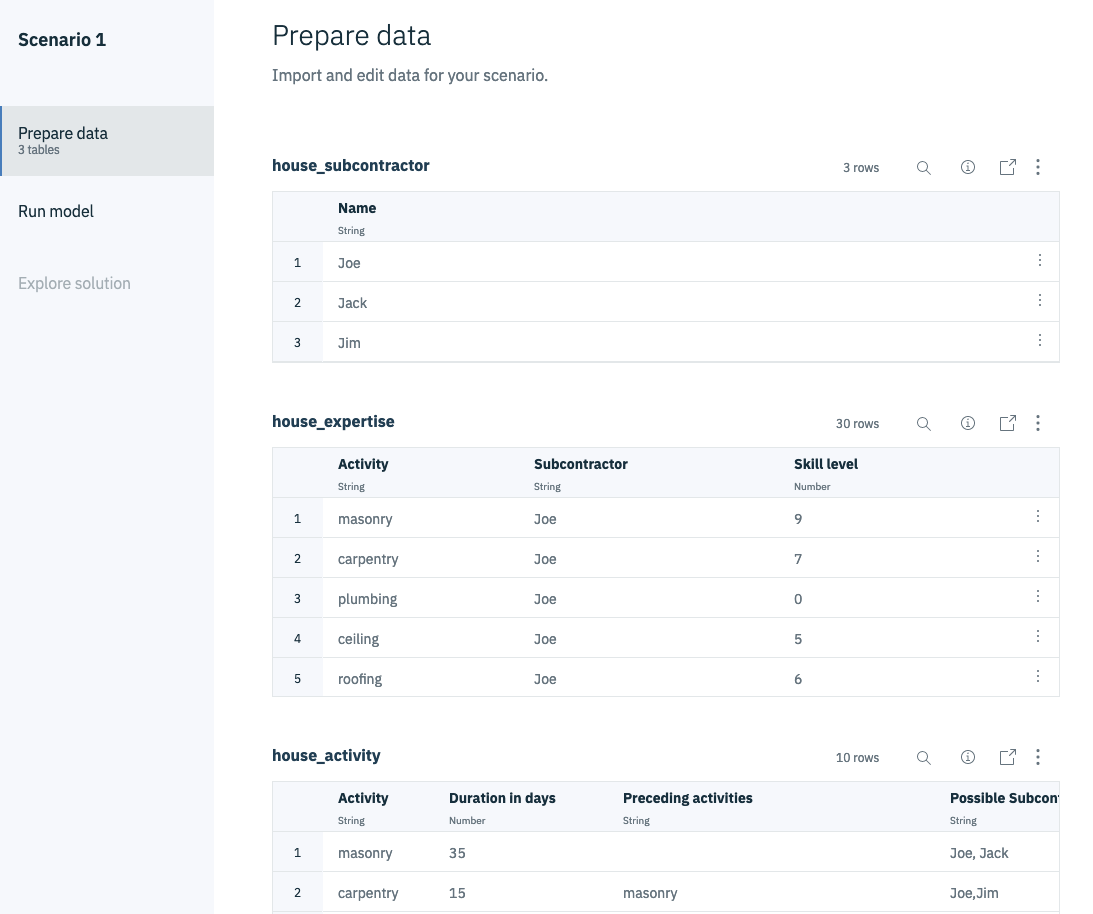 Scenario 1
Prepare data
3 tables
Run model
Explore solution
Prepare data
Import and edit data for your scenario.
house_subcontractor
3 rows
Name
String
1 Joe
2 Jack
3 Jim
house_expertise
30 rows
Activity Subcontractor Skill level
String String Number
1 masonry Joe 9
2 carpentry Joe 7
3 plumbing Joe 0
4 ceiling Joe 5
5 roofing Joe 6
house_activity
10 rows
Activity Duration in days Preceding activities Possible Subcon
String Number String String
1 masonry 35 Joe, Jack
2 carpentry 15 masonry Joe,Jim